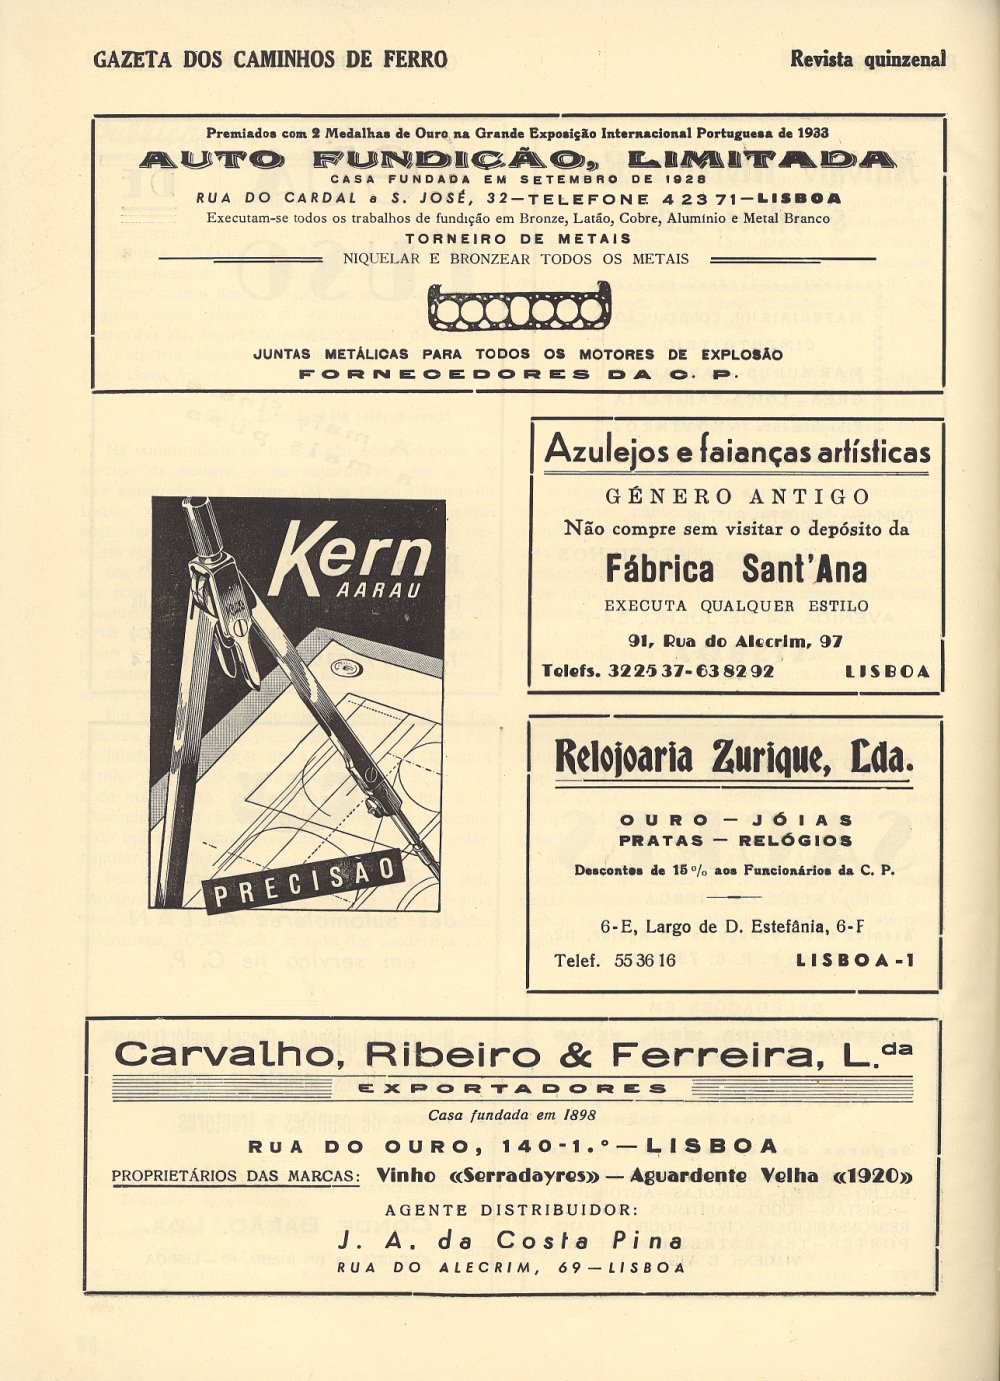 GAZETA DOS CAMINHOS DE FERRO
Revista quinzenal
Premiados com 2 Medalhas de Ouro na Grande Exposição Internacional Portuguesa de 1933
AUTO FUNDIÇÃO, LIMITADA
CASA FUNDADA EM SETEMBRO DE 1928
RUA DO CARDAL a S. JOSÉ, 32—TELEFONE 4 23 71—LISBOA
Executam-se todos os trabalhos de fundição em Bronze, Latão, Cobre, Alumínio e Metal Branco
TORNEIRO DE METAIS
NIQUELAR E BRONZEAR TODOS OS METAIS
JUNTAS METÁLICAS PARA TODOS OS MOTORES DE EXPLOSÃO
FORNECEDORES DA C. P.
Kern
AARAU
PRECISÃO
Azulejos e faianças artísticas
GÉNERO ANTIGO
Não compre sem visitar o depósito da
Fábrica Sant'Ana
EXECUTA QUALQUER ESTILO
91, Rua do Alecrim, 97
Telefs. 322537-638292 LISBOA
Relojoaria Zurique, Lda.
OURO — JÓIAS
PRATAS — RELÓGIOS
Descontos de 15% aos Funcionários da C. P.
6-E, Largo de D. Estefânia, 6-F
Telef. 55 36 16 LISBOA-1
Carvalho, Ribeiro & Ferreira, L.da
EXPORTADORES
Casa fundada em 1898
RUA DO OURO, 140-1.º—LISBOA
PROPRIETÁRIOS DAS MARCAS: Vinho «Serradayres» — Aguardente Velha «1920»
AGENTE DISTRIBUIDOR:
J. A. da Costa Pina
RUA DO ALECRIM, 69—LISBOA